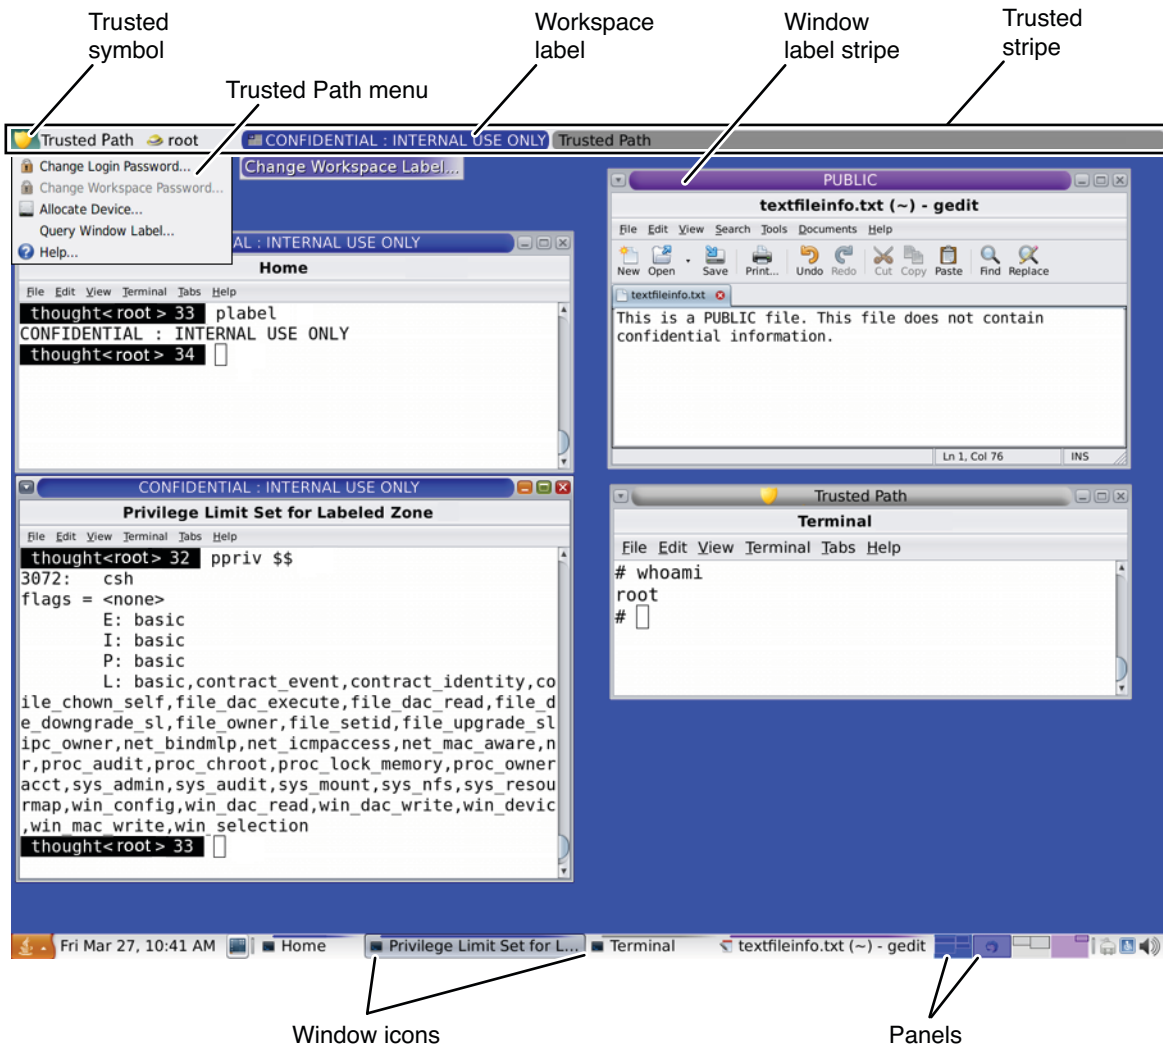 Trusted
symbol
Workspace
label
Window
label stripe
Trusted
stripe
Trusted Path menu
Trusted Path root CONFIDENTIAL : INTERNAL USE ONLY Trusted Path
Change Login Password...
Change Workspace Password...
Allocate Device...
Query Window Label...
Help...
Change Workspace Label...
AL : INTERNAL USE ONLY
Home
File Edit View Terminal Tabs Help
thought<root > 33 plabel
CONFIDENTIAL : INTERNAL USE ONLY
thought<root > 34
PUBLIC
textfileinfo.txt (~) - gedit
File Edit View Search Tools Documents Help
New Open Save Print... Undo Redo Cut Copy Paste Find Replace
textfileinfo.txt
This is a PUBLIC file. This file does not contain
confidential information.
Ln 1, Col 76 INS
CONFIDENTIAL : INTERNAL USE ONLY
Privilege Limit Set for Labeled Zone
File Edit View Terminal Tabs Help
thought<root> 32 ppriv $$
3072: csh
flags = <none>
E: basic
I: basic
P: basic
L: basic,contract_event,contract_identity,co
ile_chown_self,file_dac_execute,file_dac_read,file_d
e_downgrade_sl,file_owner,file_setid,file_upgrade_sl
ipc_owner,net_bindmlp,net_icmpaccess,net_mac_aware,n
r,proc_audit,proc_chroot,proc_lock_memory,proc_owner
acct,sys_admin,sys_audit,sys_mount,sys_nfs,sys_resou
rmap,win_config,win_dac_read,win_dac_write,win_devic
,win_mac_write,win_selection
thought<root > 33
Trusted Path
Terminal
File Edit View Terminal Tabs Help
# whoami
root
#
Fri Mar 27, 10:41 AM Home Privilege Limit Set for L... Terminal textfileinfo.txt (~) - gedit
Window icons
Panels